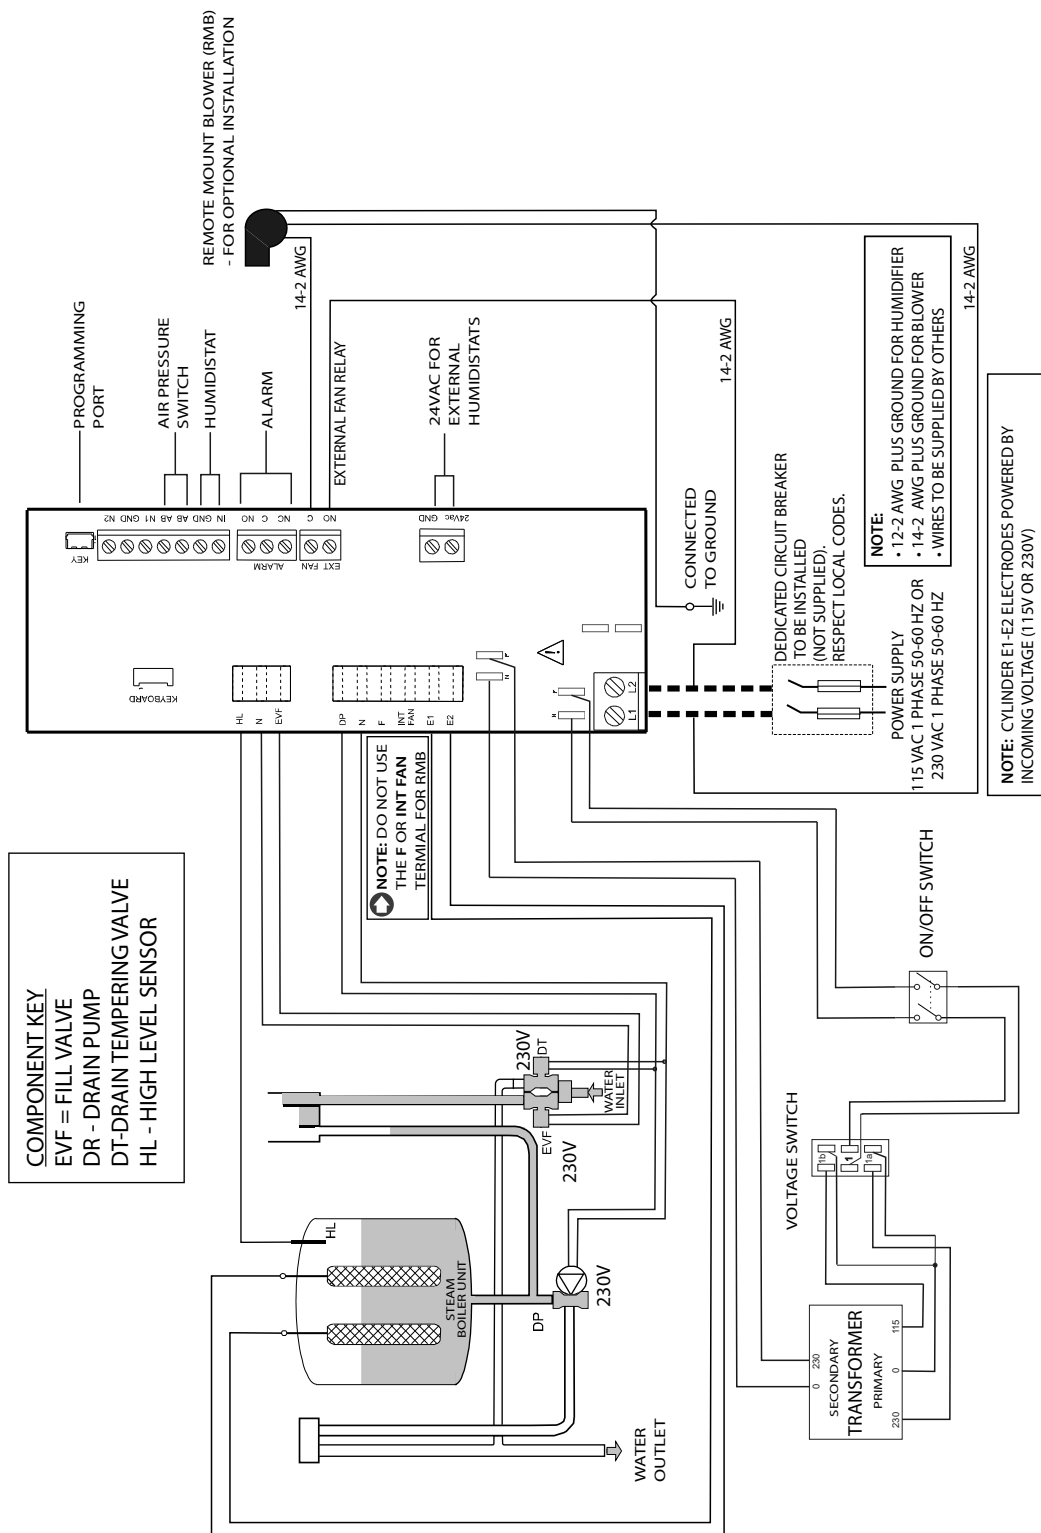 COMPONENT KEY
EVF = FILL VALVE
DR - DRAIN PUMP
DT-DRAIN TEMPERING VALVE
HL - HIGH LEVEL SENSOR
REMOTE MOUNT BLOWER (RMB)
- FOR OPTIONAL INSTALLATION
14-2 AWG
PROGRAMMING
PORT
AIR PRESSURE
SWITCH
HUMIDISTAT
ALARM
EXTERNAL FAN RELAY
24VAC FOR
EXTERNAL
HUMIDISTATS
14-2 AWG
14-2 AWG
KEY
N2
GND
N1
AB
AB
GND
IN
NO
C
NC
ALARM
C
NO
EXT FAN
GND
24Vac
KEYBOARD
HL
N
EVF
DP
N
F
INT
FAN
E1
E2
N
F
N
F
L1
L2
NOTE: DO NOT USE
THE F OR INT FAN
TERMIAL FOR RMB
CONNECTED
TO GROUND
DEDICATED CIRCUIT BREAKER
TO BE INSTALLED
(NOT SUPPLIED).
RESPECT LOCAL CODES.
POWER SUPPLY
115 VAC 1 PHASE 50-60 HZ OR
230 VAC 1 PHASE 50-60 HZ
NOTE:
• 12-2 AWG PLUS GROUND FOR HUMIDIFIER
• 14-2 AWG PLUS GROUND FOR BLOWER
• WIRES TO BE SUPPLIED BY OTHERS
NOTE: CYLINDER E1-E2 ELECTRODES POWERED BY
INCOMING VOLTAGE (115V OR 230V)
HL
STEAM
BOILER UNIT
230V
DT
WATER
INLET
EVF
230V
DP
230V
WATER
OUTLET
ON/OFF SWITCH
VOLTAGE SWITCH
1b
1
1a
0
230
SECONDARY
TRANSFORMER
PRIMARY
230
0
115